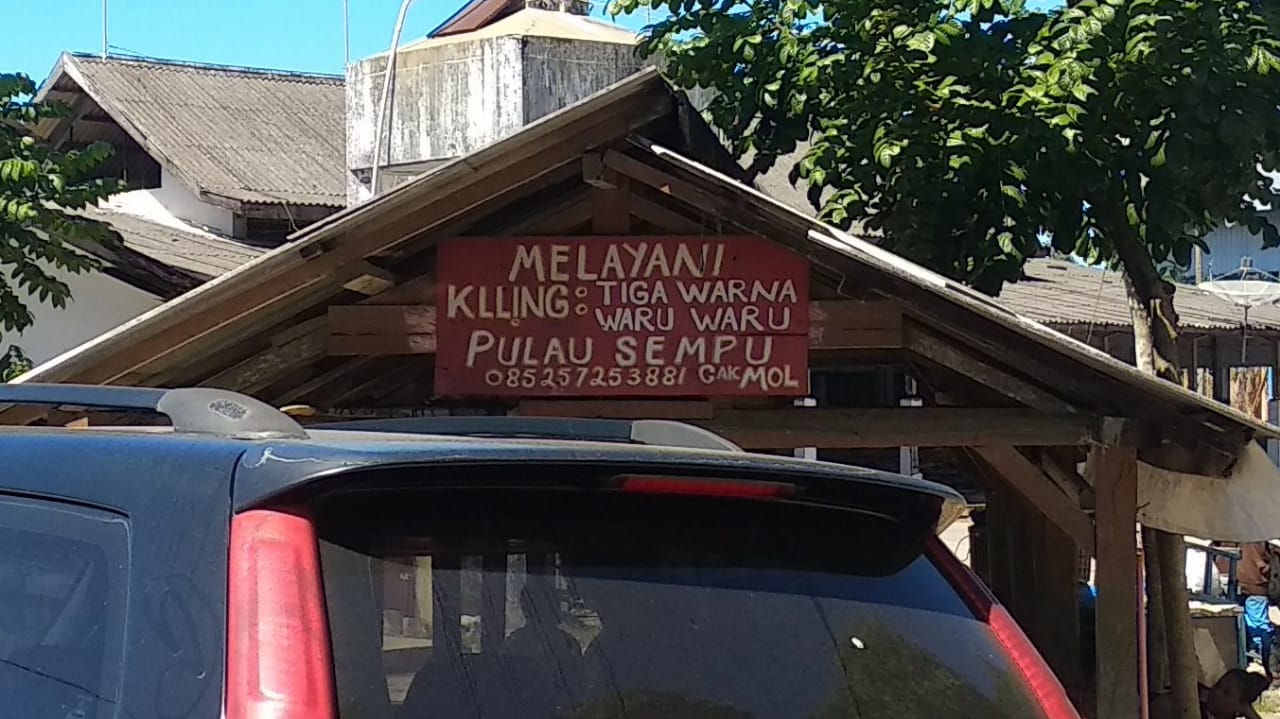 MELAYANI
KLLING: TIGA WARNA
WARU WARU
PULAU SEMPU
085257253881 CAK MOL